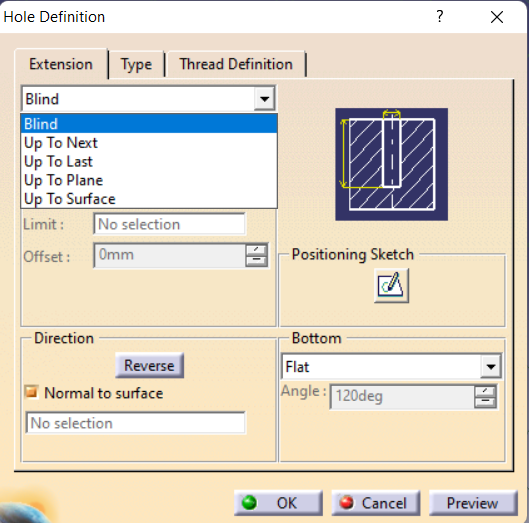 Hole Definition
?
Extension
Type
Thread Definition
Blind
Blind
Up To Next
Up To Last
Up To Plane
Up To Surface
Limit :
No selection
Offset :
0mm
Positioning Sketch
Direction
Reverse
Normal to surface
No selection
Bottom
Flat
Angle :
120deg
OK
Cancel
Preview